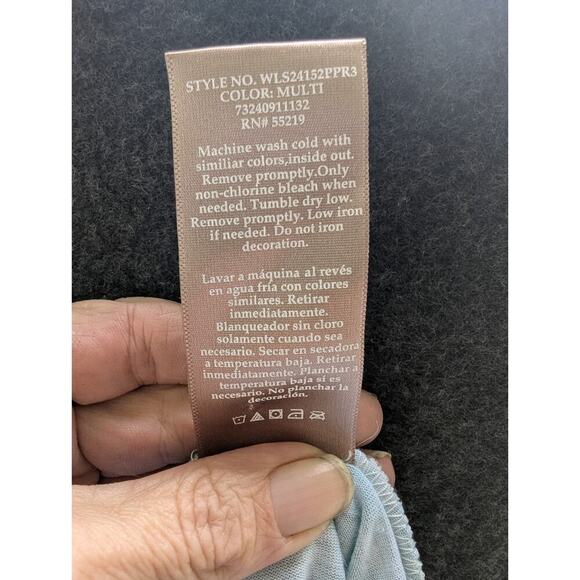 STYLE NO. WLS24152PPR3
COLOR: MULTI
73240911132
RN# 55219
Machine wash cold with
similiar colors,inside out.
Remove promptly.Only
non-chlorine bleach when
needed. Tumble dry low.
Remove promptly. Low iron
if needed. Do not iron
decoration.
Lavar a máquina al revés
en agua fría con colores
similares. Retirar
inmediatamente.
Blanqueador sin cloro
solamente cuando sea
necesario. Secar en secadora
a temperatura baja. Retirar
inmediatamente. Planchar a
temperatura baja si es
necesario. No planchar la
decoración.